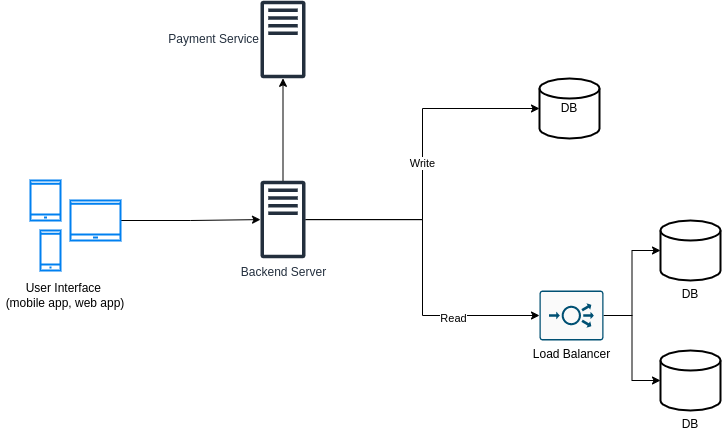 Payment Service
DB
Write
Backend Server
User Interface
(mobile app, web app)
DB
Read
Load Balancer
DB